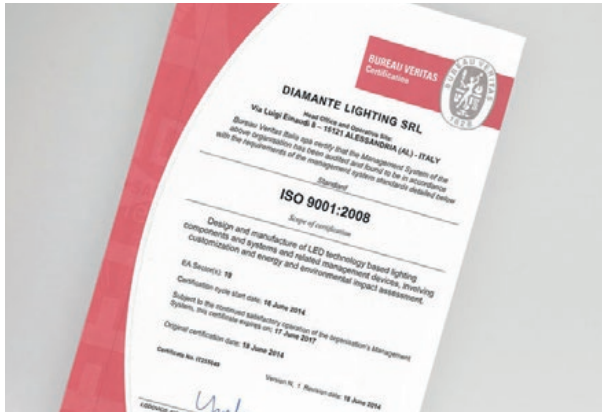 BUREAU VERITAS
Certification
BUREAU VERITAS
1828
DIAMANTE LIGHTING SRL
Head Office and Operative Site:
Via Luigi Einaudi 8 – 15121 ALESSANDRIA (AL) - ITALY
Bureau Veritas Italia spa certify that the Management System of the
above organisation has been audited and found to be in accordance
with the requirements of the management system standards detailed below
Standard
ISO 9001:2008
Scope of certification
Design and manufacture of LED technology based lighting
components and systems and related management devices, involving
customization and energy and environmental impact assessment.
EA Sector(s): 19
Certification cycle start date: 18 June 2014
Subject to the continued satisfactory operation of the organisation's Management
System, this certificate expires on: 17 June 2017
Original certification date: 18 June 2014
Certificate No.
Version N. 1. Revision date: 18 June 2014